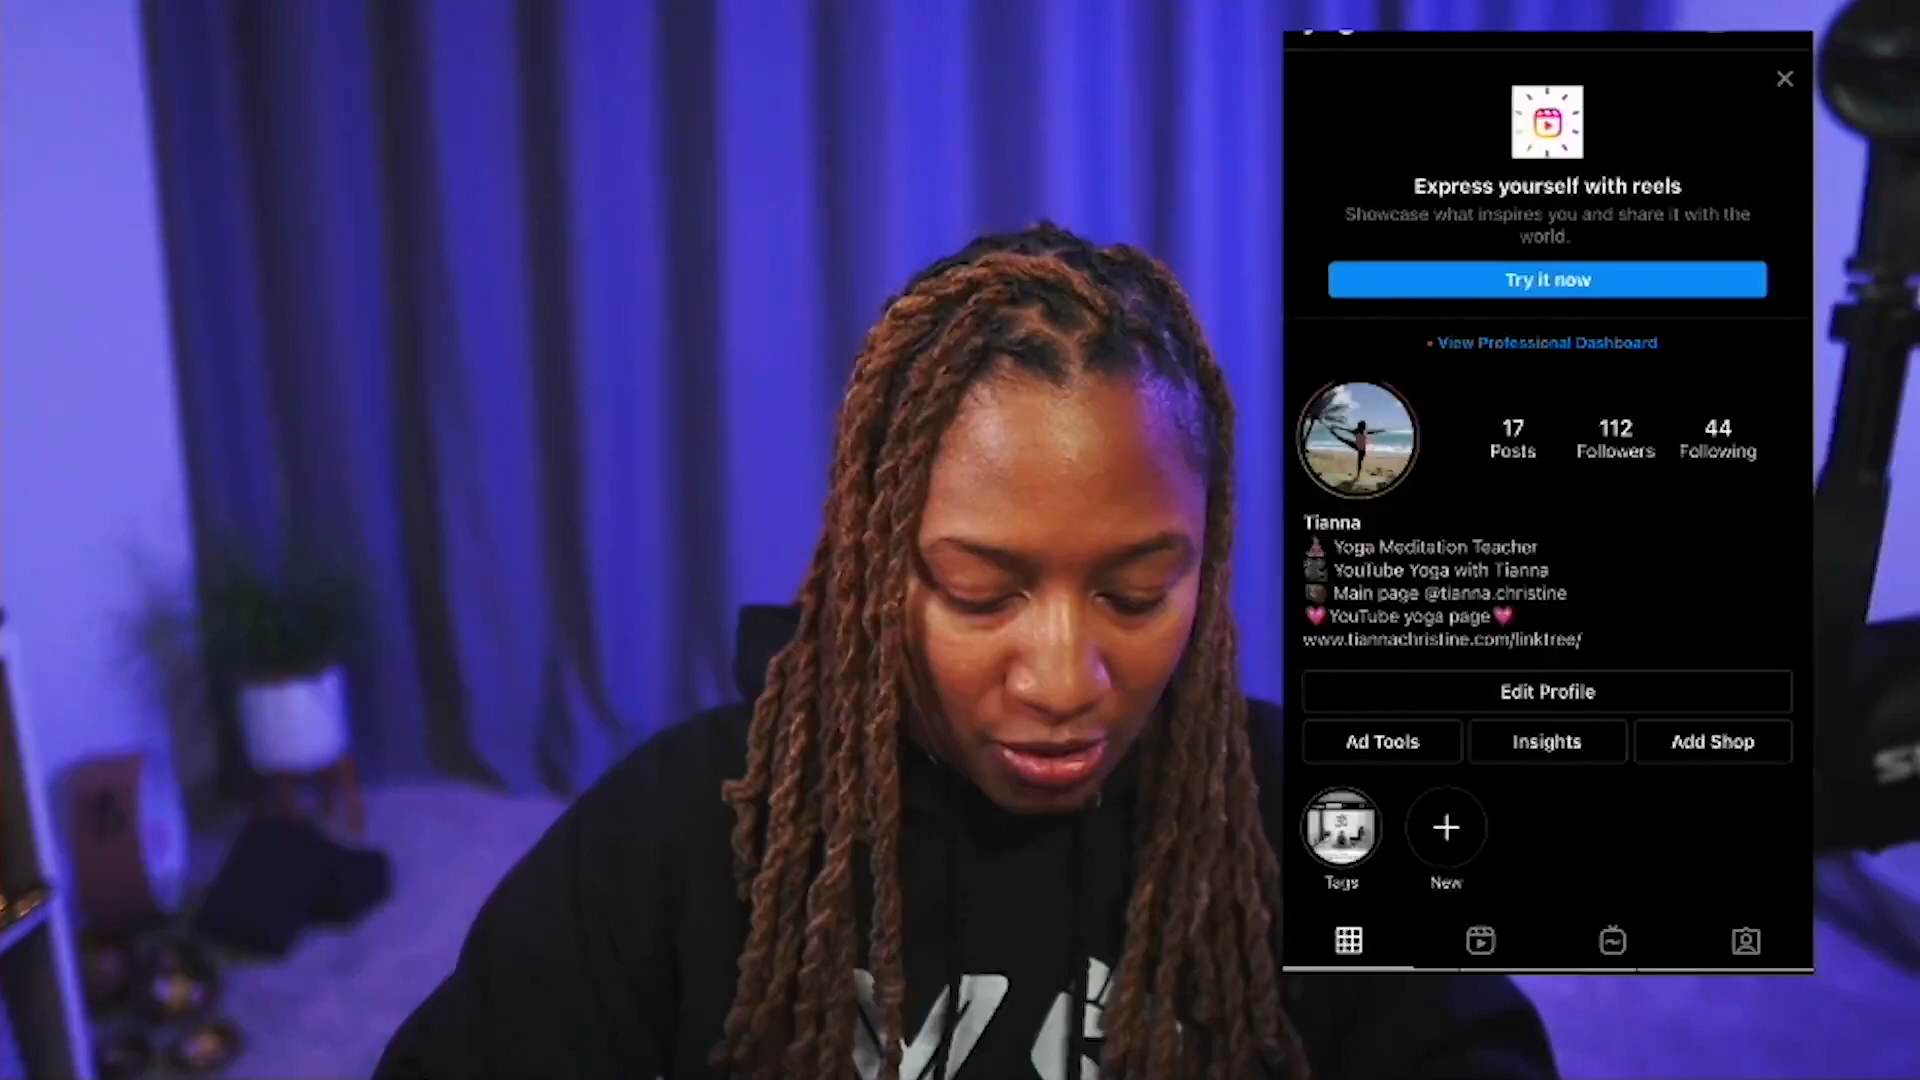 Express yourself with reels
Showcase what inspires you and share it with the
world.
Try it now
• View Professional Dashboard
17
Posts
112
Followers
44
Following
Tianna
Yoga Meditation Teacher
YouTube Yoga with Tianna
Main page @tianna.christine
YouTube yoga page
www.tiannachristine.com/linktree/
Edit Profile
Ad Tools
Insights
Add Shop
Tags
New